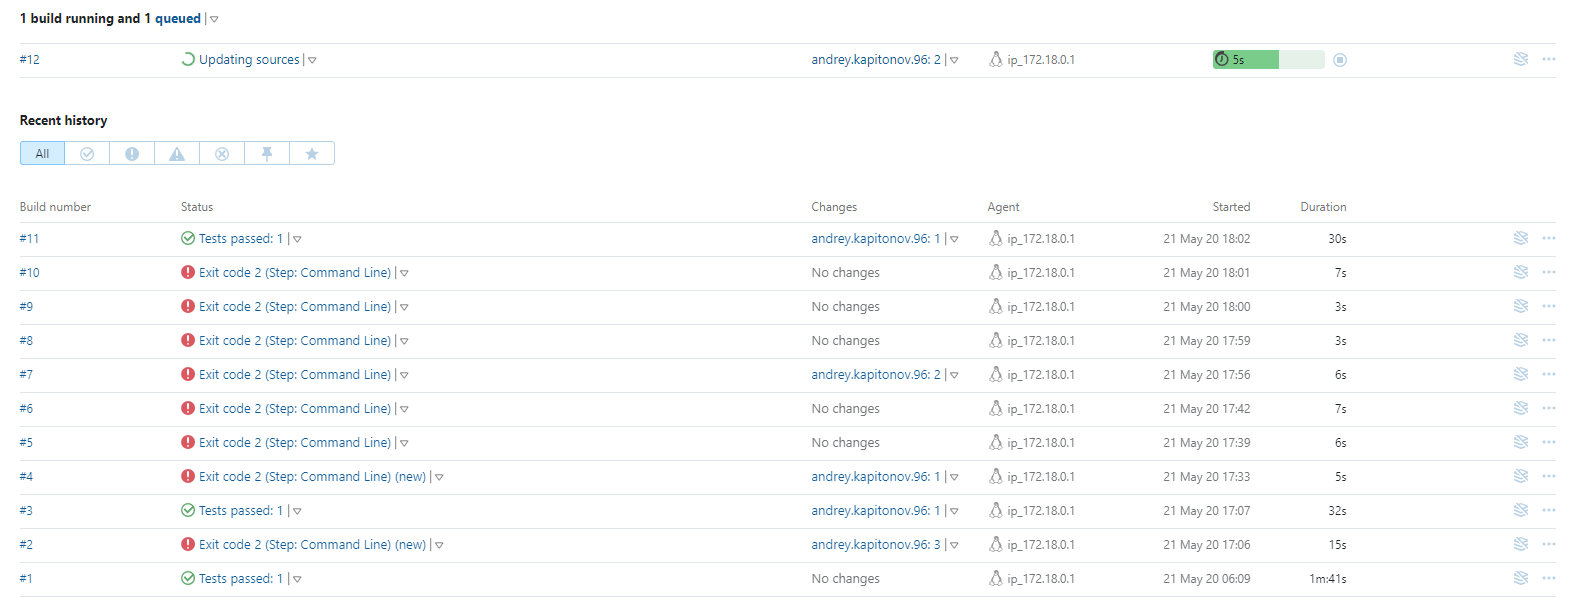 1 build running and 1 queued
#12 Updating sources andrey.kapitonov.96: 2 ip_172.18.0.1 5s
Recent history
All
Build number Status Changes Agent Started Duration
#11 Tests passed: 1 andrey.kapitonov.96: 1 ip_172.18.0.1 21 May 20 18:02 30s
#10 Exit code 2 (Step: Command Line) No changes ip_172.18.0.1 21 May 20 18:01 7s
#9 Exit code 2 (Step: Command Line) No changes ip_172.18.0.1 21 May 20 18:00 3s
#8 Exit code 2 (Step: Command Line) No changes ip_172.18.0.1 21 May 20 17:59 3s
#7 Exit code 2 (Step: Command Line) andrey.kapitonov.96: 2 ip_172.18.0.1 21 May 20 17:56 6s
#6 Exit code 2 (Step: Command Line) No changes ip_172.18.0.1 21 May 20 17:42 7s
#5 Exit code 2 (Step: Command Line) No changes ip_172.18.0.1 21 May 20 17:39 6s
#4 Exit code 2 (Step: Command Line) (new) andrey.kapitonov.96: 1 ip_172.18.0.1 21 May 20 17:33 5s
#3 Tests passed: 1 andrey.kapitonov.96: 1 ip_172.18.0.1 21 May 20 17:07 32s
#2 Exit code 2 (Step: Command Line) (new) andrey.kapitonov.96: 3 ip_172.18.0.1 21 May 20 17:06 15s
#1 Tests passed: 1 No changes ip_172.18.0.1 21 May 20 06:09 1m:41s